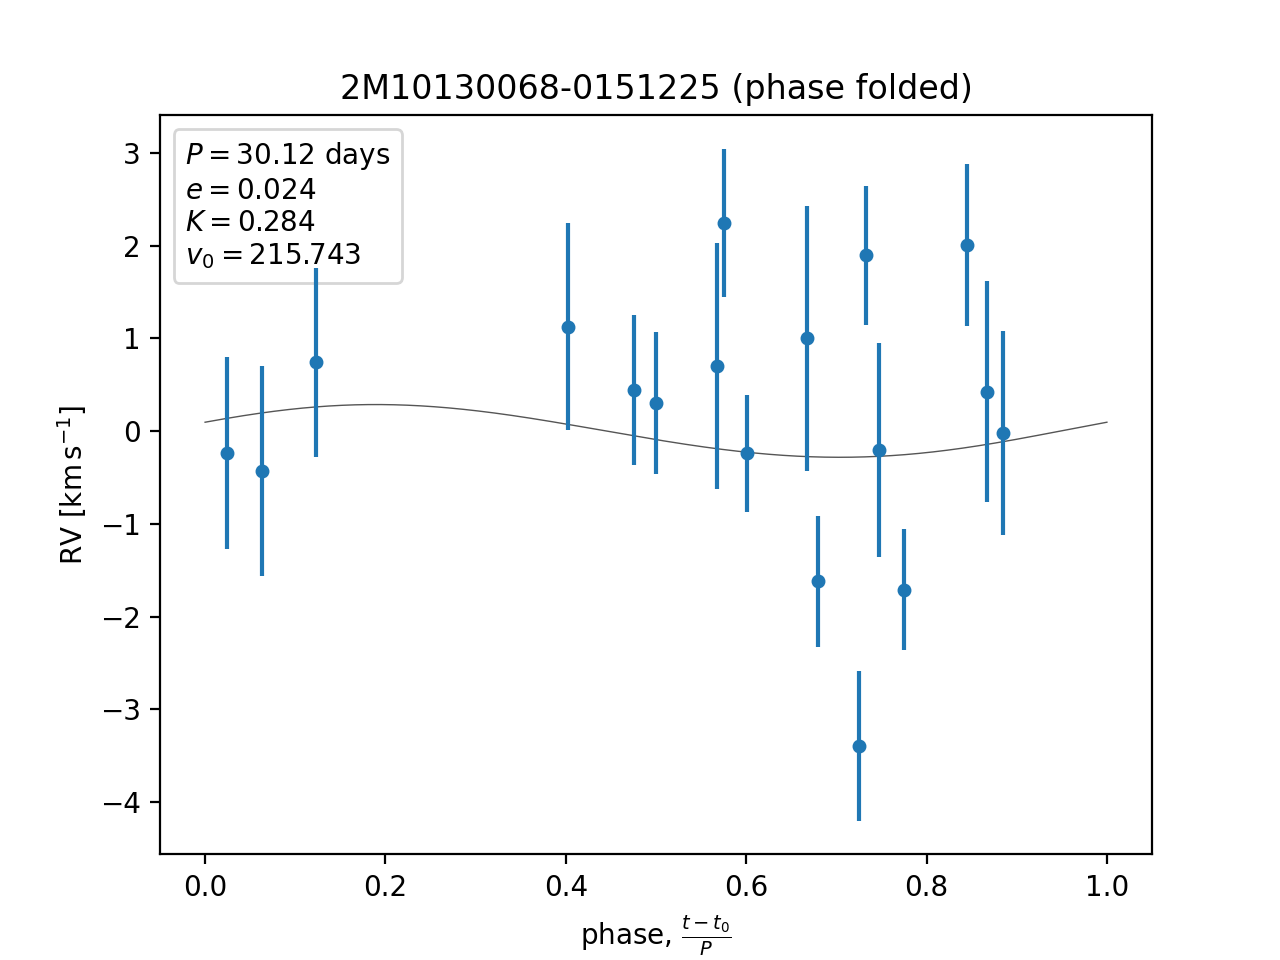 2M10130068-0151225 (phase folded)
P = 30.12 days
e = 0.024
K = 0.284
v₀ = 215.743
3
2
1
0
−1
−2
−3
−4
RV [km s⁻¹]
0.0 0.2 0.4 0.6 0.8 1.0
phase, (t − t₀)/P